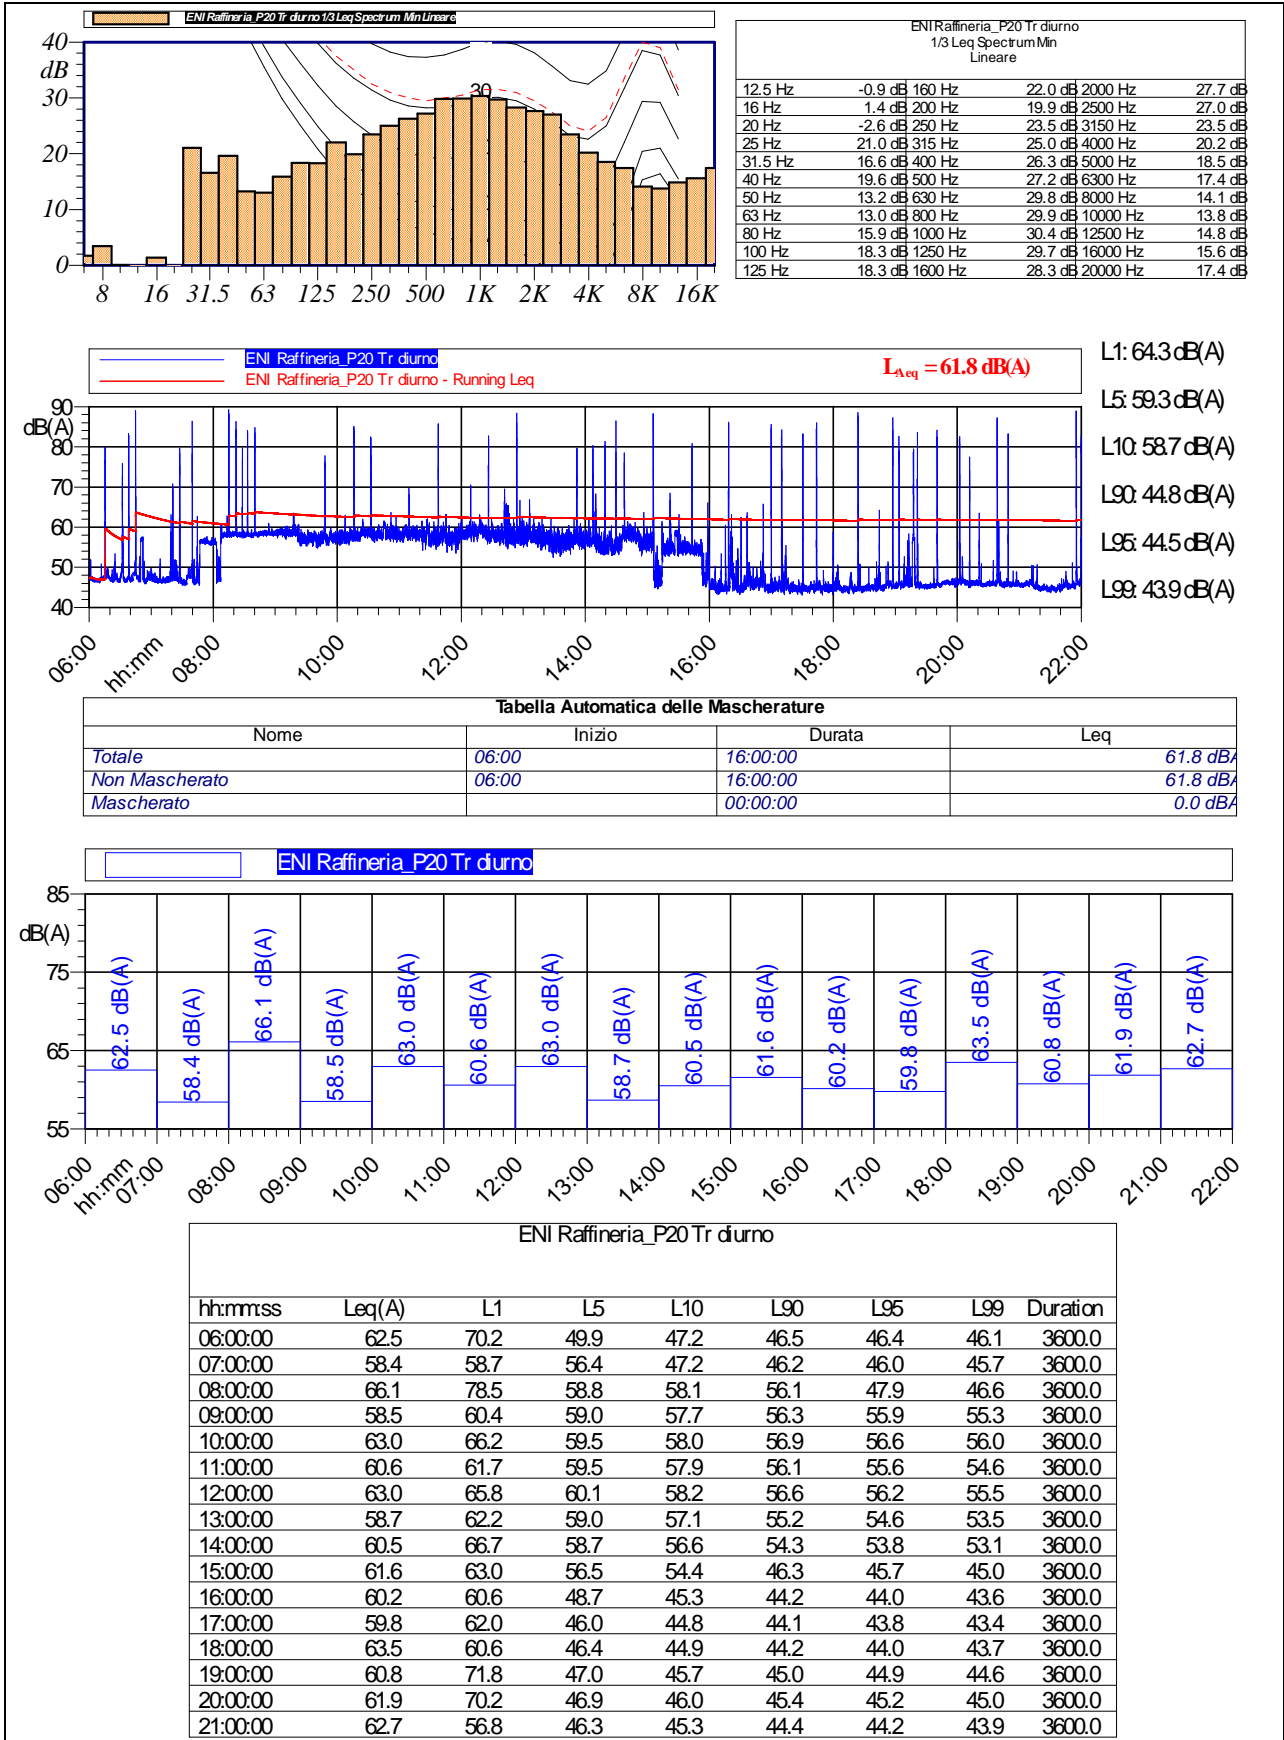 ENI Raffineria_P20 Tr diurno 1/3 Leq Spectrum Min Lineare
40
dB
30
20
10
0
30
8 16 31.5 63 125 250 500 1K 2K 4K 8K 16K
ENI Raffineria_P20 Tr diurno
1/3 Leq Spectrum Min
Lineare
12.5 Hz -0.9 dB 160 Hz 22.0 dB 2000 Hz 27.7 dB
16 Hz 1.4 dB 200 Hz 19.9 dB 2500 Hz 27.0 dB
20 Hz -2.6 dB 250 Hz 23.5 dB 3150 Hz 23.5 dB
25 Hz 21.0 dB 315 Hz 25.0 dB 4000 Hz 20.2 dB
31.5 Hz 16.6 dB 400 Hz 26.3 dB 5000 Hz 18.5 dB
40 Hz 19.6 dB 500 Hz 27.2 dB 6300 Hz 17.4 dB
50 Hz 13.2 dB 630 Hz 29.8 dB 8000 Hz 14.1 dB
63 Hz 13.0 dB 800 Hz 29.9 dB 10000 Hz 13.8 dB
80 Hz 15.9 dB 1000 Hz 30.4 dB 12500 Hz 14.8 dB
100 Hz 18.3 dB 1250 Hz 29.7 dB 16000 Hz 15.6 dB
125 Hz 18.3 dB 1600 Hz 28.3 dB 20000 Hz 17.4 dB
ENI Raffineria_P20 Tr diurno
ENI Raffineria_P20 Tr diurno - Running Leq
LAeq = 61.8 dB(A)
90
dB(A)
80
70
60
50
40
06:00 hh:mm 08:00 10:00 12:00 14:00 16:00 18:00 20:00 22:00
L1: 64.3 dB(A)
L5: 59.3 dB(A)
L10: 58.7 dB(A)
L90: 44.8 dB(A)
L95: 44.5 dB(A)
L99: 43.9 dB(A)
Tabella Automatica delle Mascherature
Nome Inizio Durata Leq
Totale 06:00 16:00:00 61.8 dBA
Non Mascherato 06:00 16:00:00 61.8 dBA
Mascherato 00:00:00 0.0 dBA
ENI Raffineria_P20 Tr diurno
85
dB(A)
75
65
55
62.5 dB(A)
58.4 dB(A)
66.1 dB(A)
58.5 dB(A)
63.0 dB(A)
60.6 dB(A)
63.0 dB(A)
58.7 dB(A)
60.5 dB(A)
61.6 dB(A)
60.2 dB(A)
59.8 dB(A)
63.5 dB(A)
60.8 dB(A)
61.9 dB(A)
62.7 dB(A)
06:00 hh:mm 07:00 08:00 09:00 10:00 11:00 12:00 13:00 14:00 15:00 16:00 17:00 18:00 19:00 20:00 21:00 22:00
ENI Raffineria_P20 Tr diurno
hh:mm:ss Leq(A) L1 L5 L10 L90 L95 L99 Duration
06:00:00 62.5 70.2 49.9 47.2 46.5 46.4 46.1 3600.0
07:00:00 58.4 58.7 56.4 47.2 46.2 46.0 45.7 3600.0
08:00:00 66.1 78.5 58.8 58.1 56.1 47.9 46.6 3600.0
09:00:00 58.5 60.4 59.0 57.7 56.3 55.9 55.3 3600.0
10:00:00 63.0 66.2 59.5 58.0 56.9 56.6 56.0 3600.0
11:00:00 60.6 61.7 59.5 57.9 56.1 55.6 54.6 3600.0
12:00:00 63.0 65.8 60.1 58.2 56.6 56.2 55.5 3600.0
13:00:00 58.7 62.2 59.0 57.1 55.2 54.6 53.5 3600.0
14:00:00 60.5 66.7 58.7 56.6 54.3 53.8 53.1 3600.0
15:00:00 61.6 63.0 56.5 54.4 46.3 45.7 45.0 3600.0
16:00:00 60.2 60.6 48.7 45.3 44.2 44.0 43.6 3600.0
17:00:00 59.8 62.0 46.0 44.8 44.1 43.8 43.4 3600.0
18:00:00 63.5 60.6 46.4 44.9 44.2 44.0 43.7 3600.0
19:00:00 60.8 71.8 47.0 45.7 45.0 44.9 44.6 3600.0
20:00:00 61.9 70.2 46.9 46.0 45.4 45.2 45.0 3600.0
21:00:00 62.7 56.8 46.3 45.3 44.4 44.2 43.9 3600.0